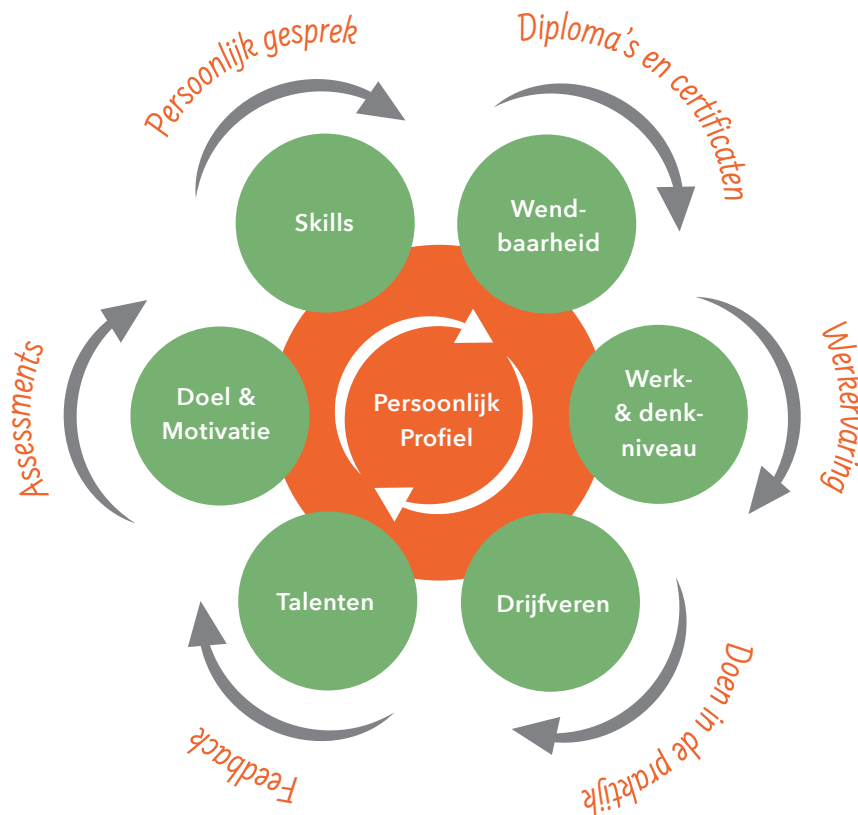 Persoonlijk gesprek
Diploma's en certificaten
Skills
Wend-
baarheid
Assessments
Doel &
Motivatie
Persoonlijk
Profiel
Werk-
& denk-
niveau
Werkervaring
Talenten
Drijfveren
Feedback
Doen in de praktijk